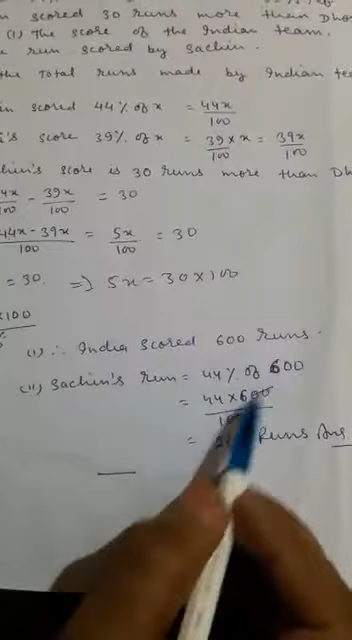 scored 30 runs more than Dho
(i) The score of the Indian team.
run scored by Sachin.
the total runs made by Indian te
in scored 44% of x = 44x/100
's score 39% of x = 39×x/100 = 39x/100
hin's score is 30 runs more than Dh
4x/100 - 39x/100 = 30
44x-39x/100 = 5x/100 = 30
= 30. => 5x = 30×100
×100
(i) ∴ India scored 600 runs.
(ii) Sachin's run = 44% of 600
= 44×600
=
Runs Ans